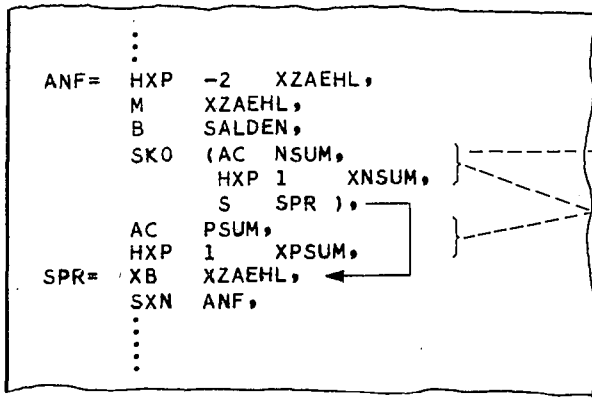 ANF= HXP -2 XZAEHL,
M XZAEHL,
B SALDEN,
SKO (AC NSUM,
HXP 1 XNSUM,
S SPR ),
AC PSUM,
HXP 1 XPSUM,
SPR= XB XZAEHL,
SXN ANF,